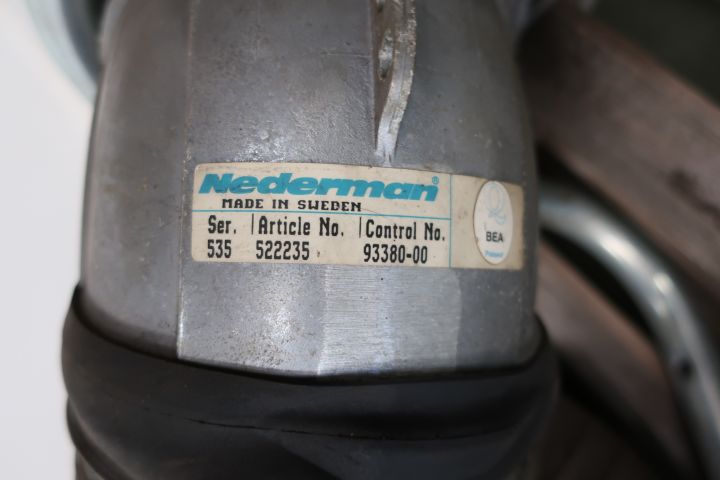 Nederman®
MADE IN SWEDEN
Ser. Article No. Control No.
535 522235 93380-00
BEA